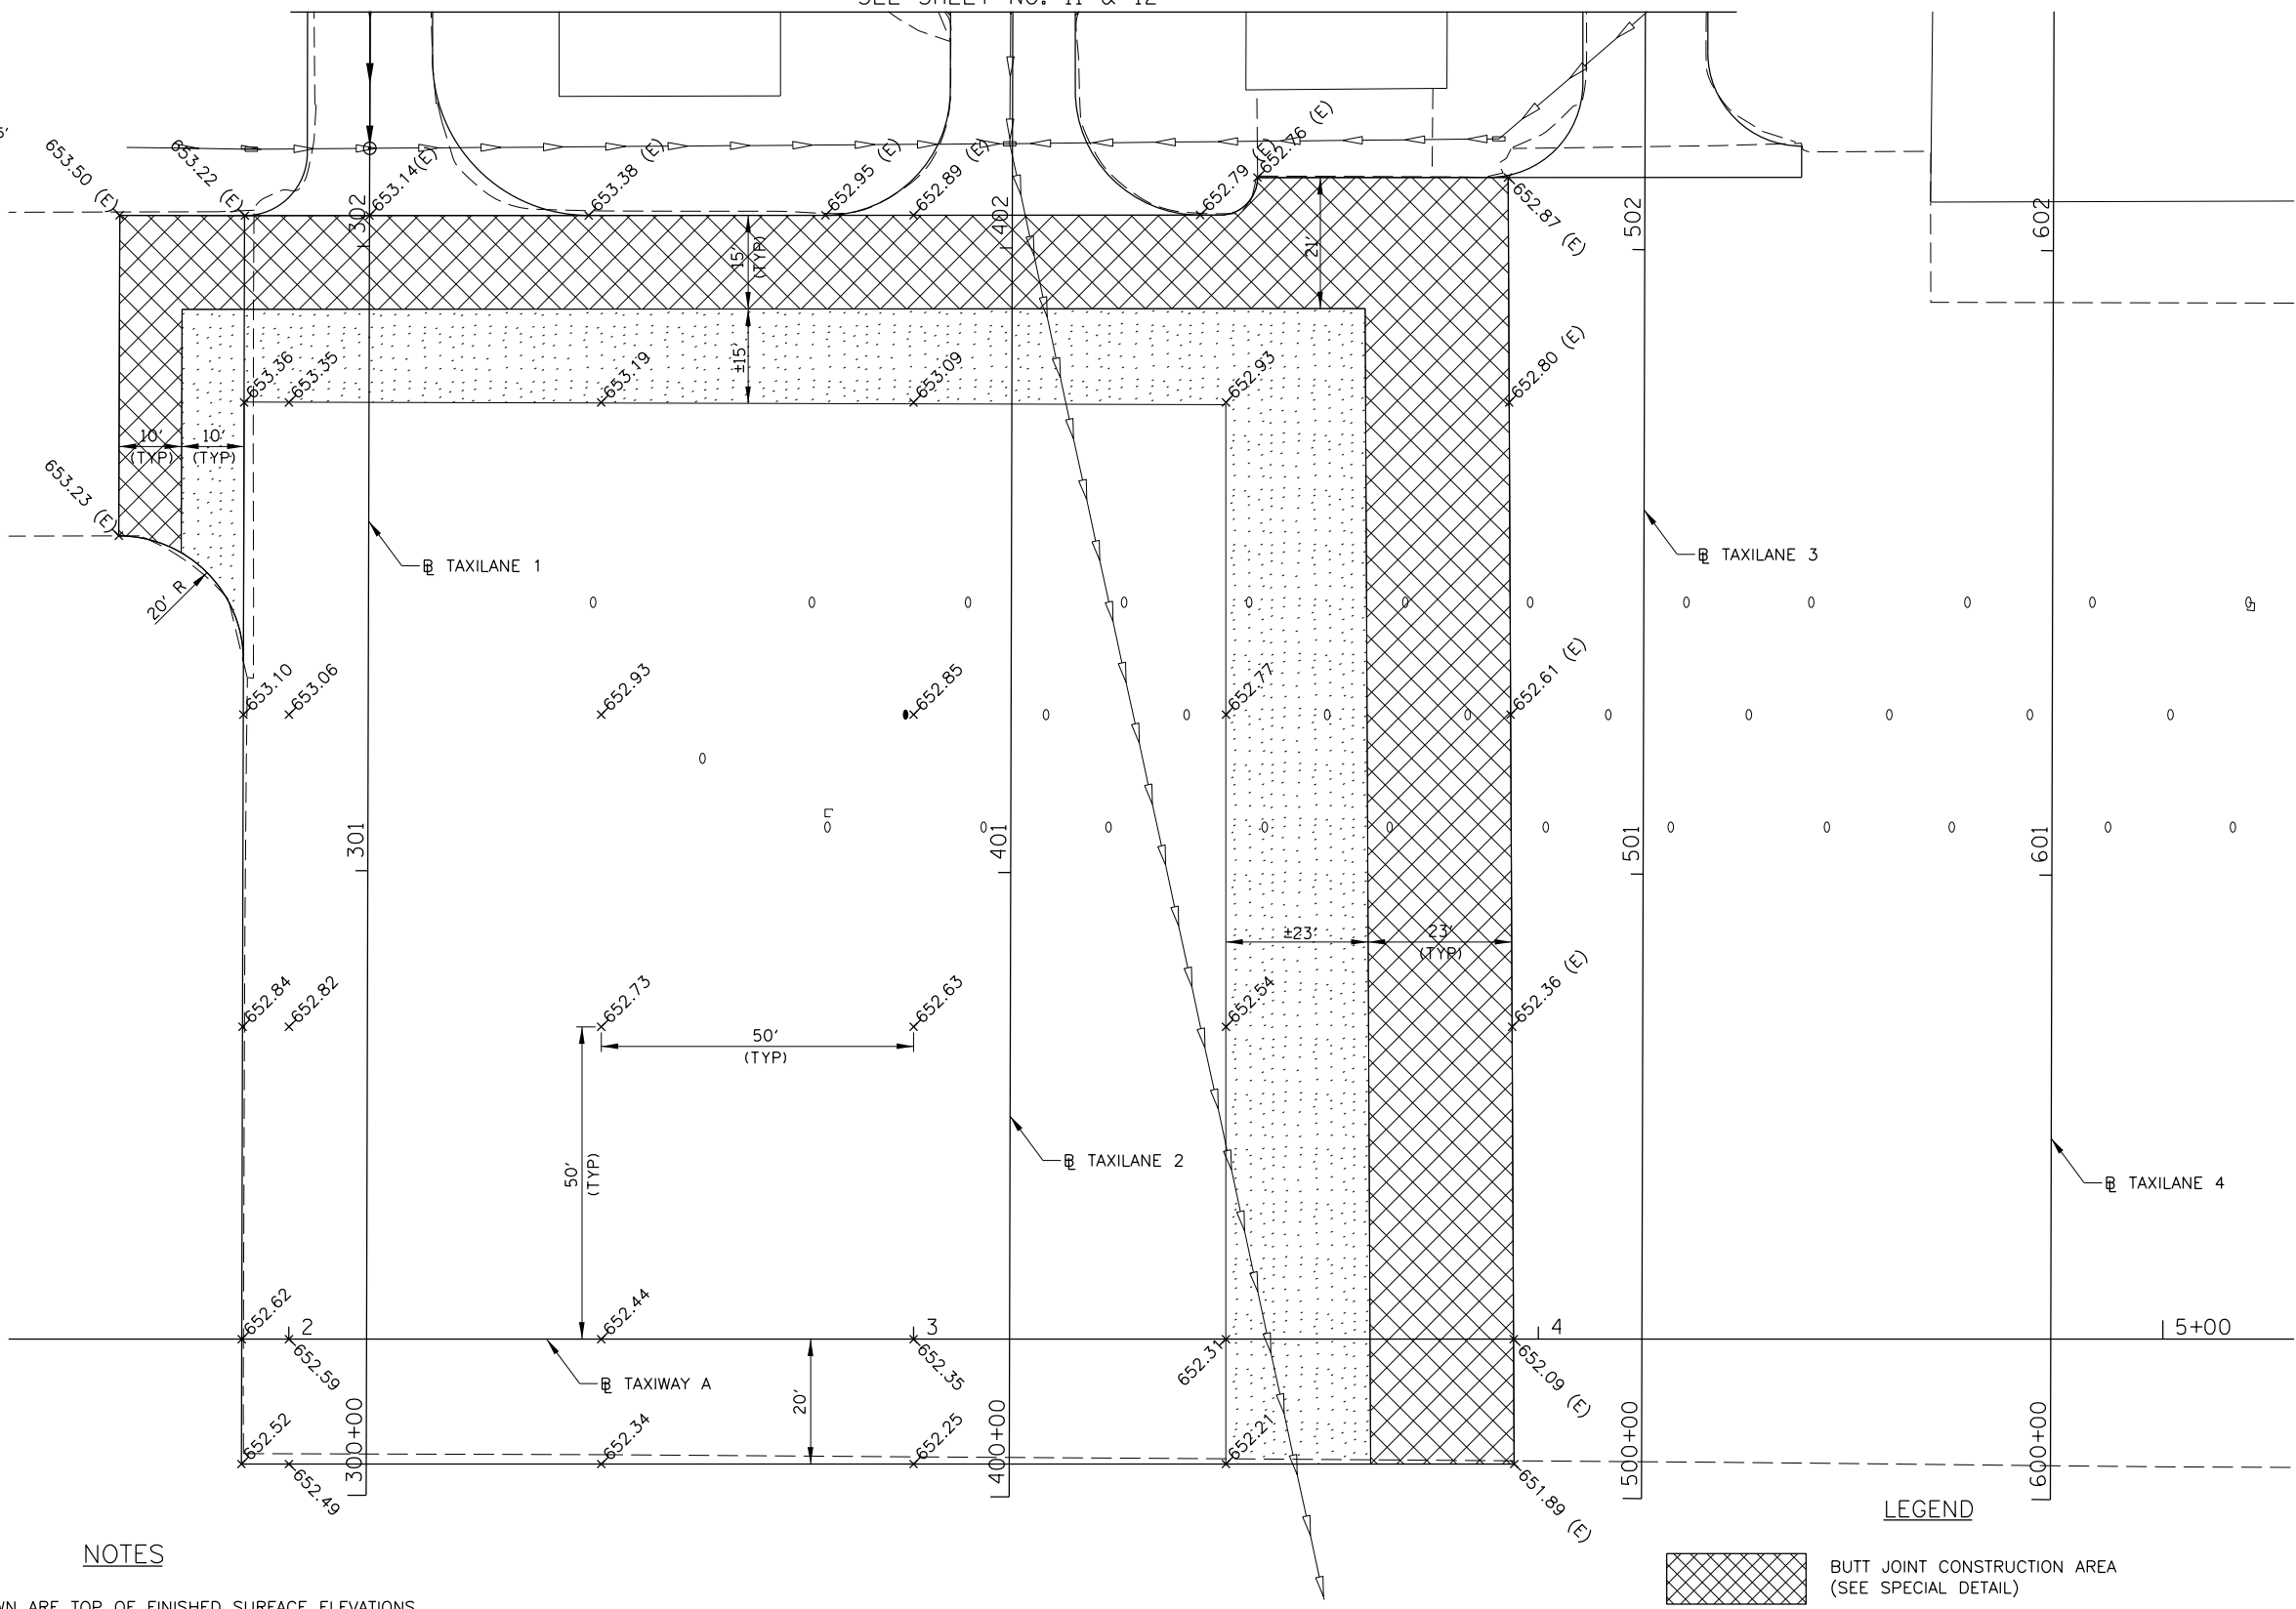 SEE SHEET NO. 11 & 12
5'
653.50 (E)
653.22 (E)
653.14(E)
653.38 (E)
652.95 (E)
652.89 (E)
652.79 (E)
652.76 (E)
652.87 (E)
302
402
502
602
15'
(TYP)
21'
653.36
653.35
653.19
±15'
653.09
652.93
652.80 (E)
10'
(TYP)
10'
(TYP)
653.23 (E)
20' R
BL TAXILANE 1
BL TAXILANE 3
653.10
653.06
652.93
652.85
652.77
652.61 (E)
301
401
501
601
±23'
23'
(TYP)
652.84
652.82
652.73
652.63
652.54
652.36 (E)
50'
(TYP)
50'
(TYP)
BL TAXILANE 2
BL TAXILANE 4
652.62
2
652.44
3
4
5+00
652.59
652.35
652.31
652.09 (E)
BL TAXIWAY A
20'
652.52
652.34
652.25
652.21
652.49
651.89 (E)
300+00
400+00
500+00
600+00
LEGEND
NOTES
BUTT JOINT CONSTRUCTION AREA
(SEE SPECIAL DETAIL)
WN ARE TOP OF FINISHED SURFACE ELEVATIONS